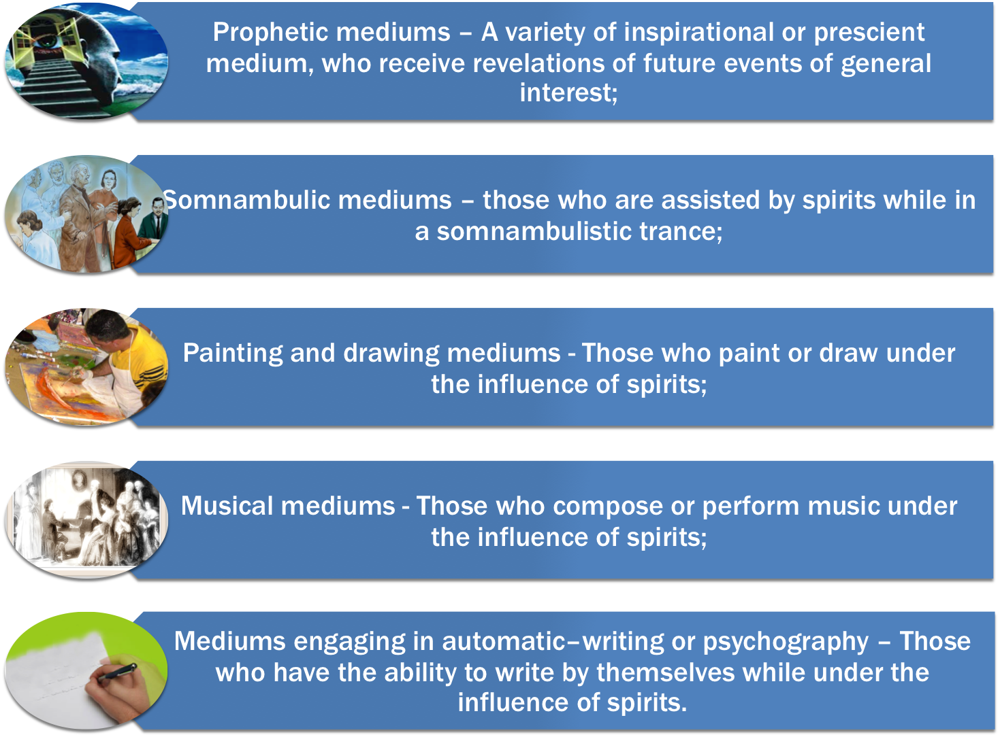 Prophetic mediums – A variety of inspirational or prescient
medium, who receive revelations of future events of general
interest;
Somnambulic mediums – those who are assisted by spirits while in
a somnambulistic trance;
Painting and drawing mediums - Those who paint or draw under
the influence of spirits;
Musical mediums - Those who compose or perform music under
the influence of spirits;
Mediums engaging in automatic–writing or psychography – Those
who have the ability to write by themselves while under the
influence of spirits.